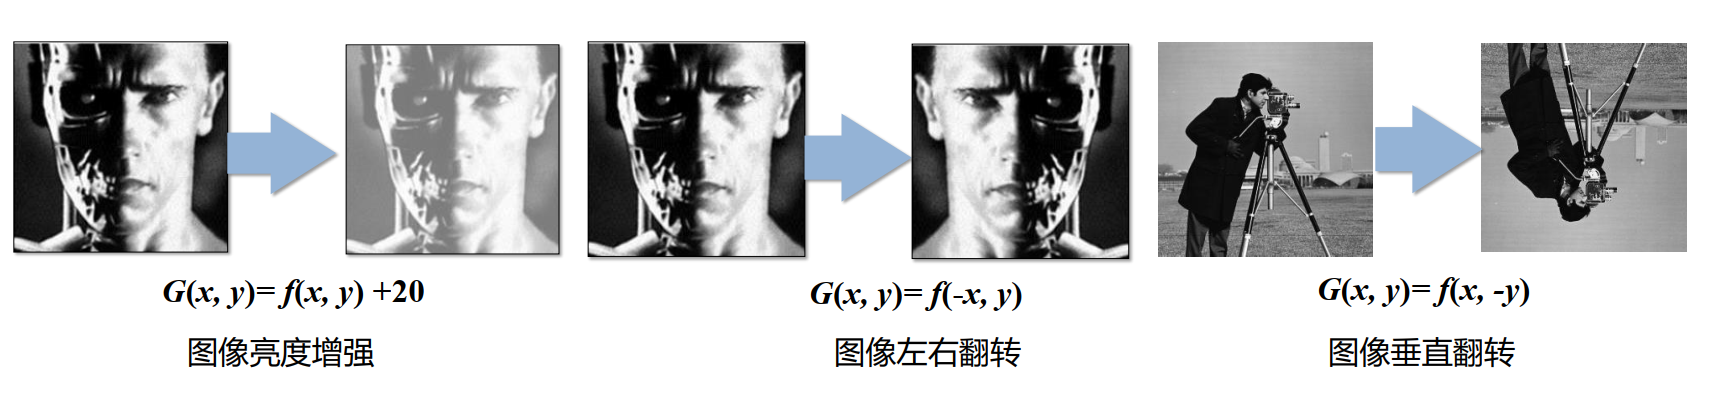 G(x, y)= f(x, y) +20
图像亮度增强
G(x, y)= f(-x, y)
图像左右翻转
G(x, y)= f(x, -y)
图像垂直翻转